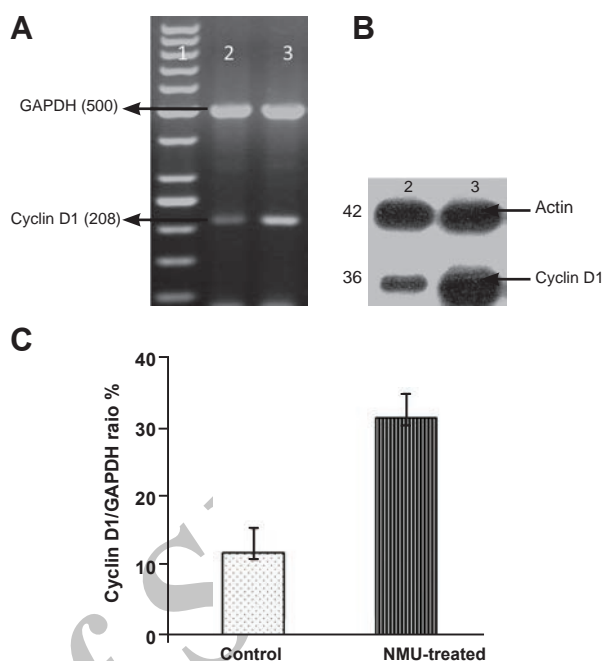 A
B
1 2 3
GAPDH (500)
Cyclin D1 (208)
2 3
42 Actin
36 Cyclin D1
C
Cyclin D1/GAPDH raio %
40
30
20
10
0
Control NMU-treated